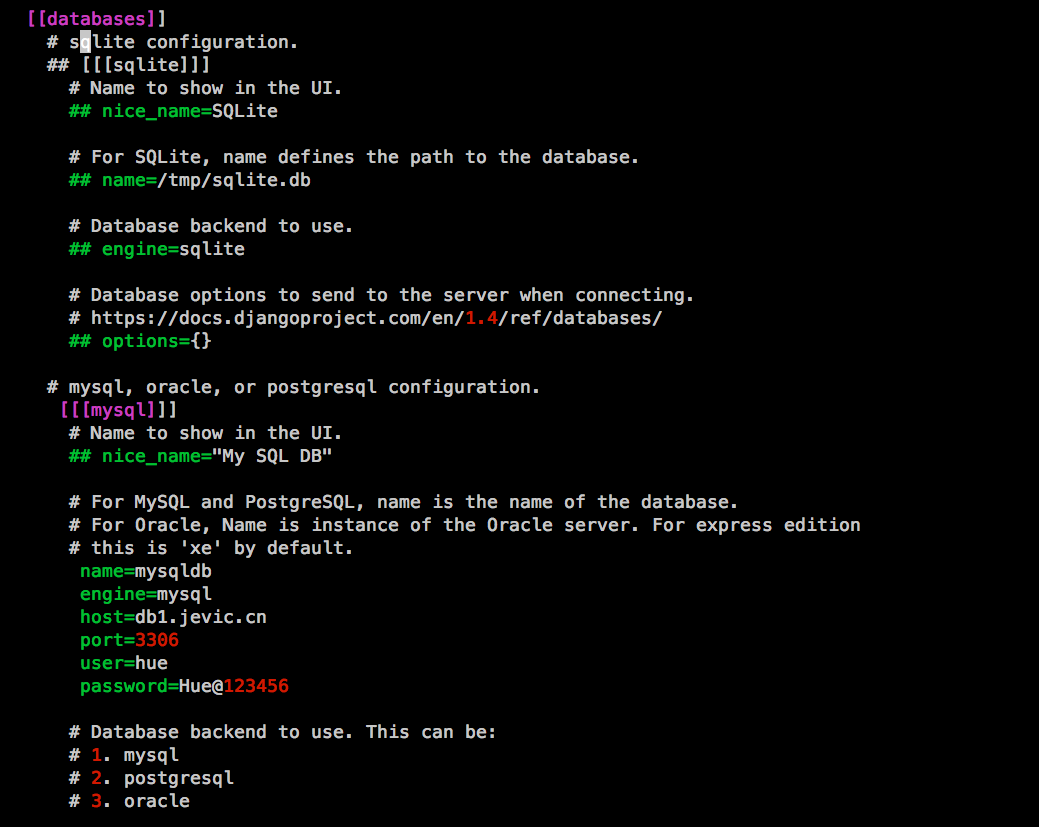 [[databases]]
# sqlite configuration.
## [[[sqlite]]]
# Name to show in the UI.
## nice_name=SQLite
# For SQLite, name defines the path to the database.
## name=/tmp/sqlite.db
# Database backend to use.
## engine=sqlite
# Database options to send to the server when connecting.
# https://docs.djangoproject.com/en/1.4/ref/databases/
## options={}
# mysql, oracle, or postgresql configuration.
[[[mysql]]]
# Name to show in the UI.
## nice_name="My SQL DB"
# For MySQL and PostgreSQL, name is the name of the database.
# For Oracle, Name is instance of the Oracle server. For express edition
# this is 'xe' by default.
name=mysqldb
engine=mysql
host=db1.jevic.cn
port=3306
user=hue
password=Hue@123456
# Database backend to use. This can be:
# 1. mysql
# 2. postgresql
# 3. oracle